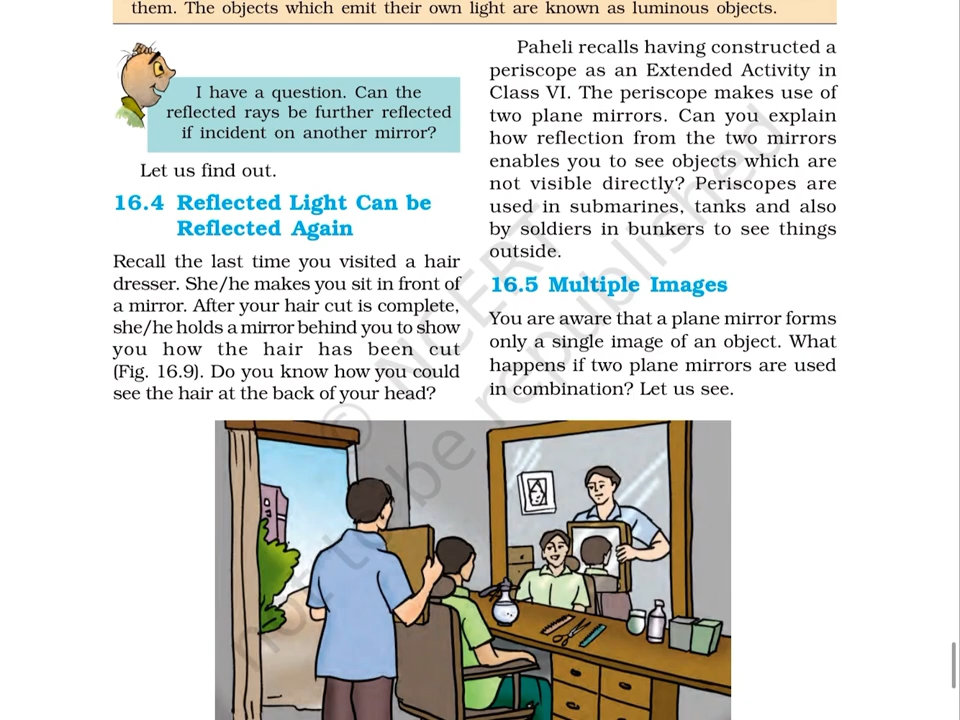 them. The objects which emit their own light are known as luminous objects.
I have a question. Can the
reflected rays be further reflected
if incident on another mirror?
Let us find out.
16.4 Reflected Light Can be
Reflected Again
Recall the last time you visited a hair
dresser. She/he makes you sit in front of
a mirror. After your hair cut is complete,
she/he holds a mirror behind you to show
you how the hair has been cut
(Fig. 16.9). Do you know how you could
see the hair at the back of your head?
Paheli recalls having constructed a
periscope as an Extended Activity in
Class VI. The periscope makes use of
two plane mirrors. Can you explain
how reflection from the two mirrors
enables you to see objects which are
not visible directly? Periscopes are
used in submarines, tanks and also
by soldiers in bunkers to see things
outside.
16.5 Multiple Images
You are aware that a plane mirror forms
only a single image of an object. What
happens if two plane mirrors are used
in combination? Let us see.
© NCERT
not to be republished